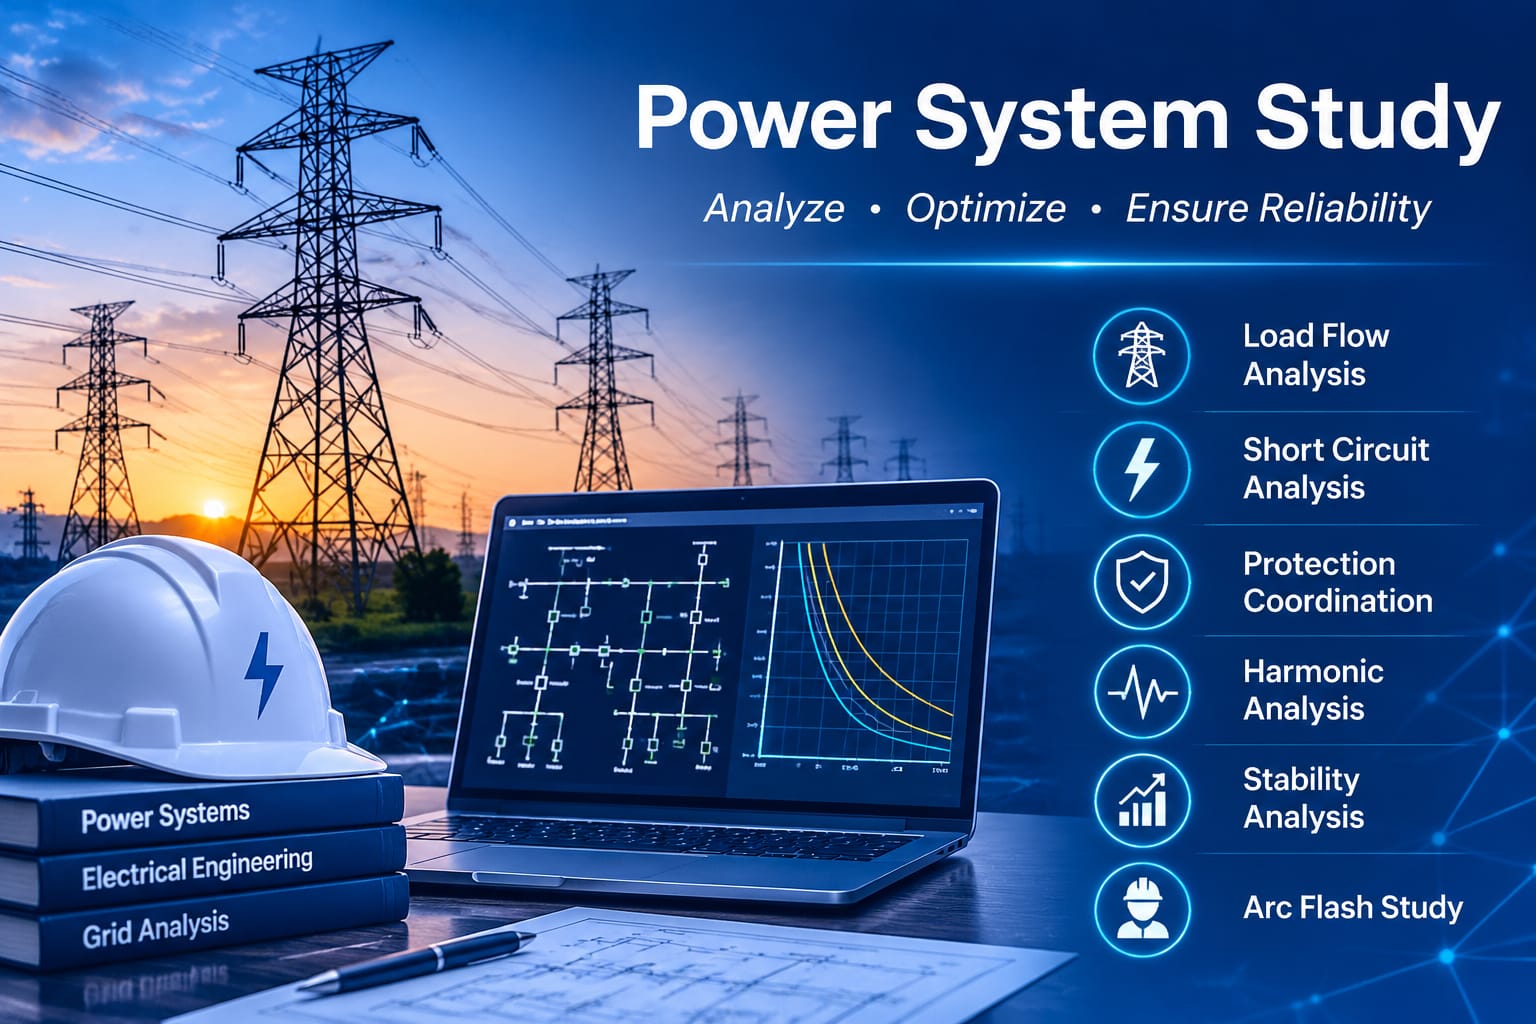 Power System Study
Analyze • Optimize • Ensure Reliability
Load Flow
Analysis
Short Circuit
Analysis
Protection
Coordination
Harmonic
Analysis
Stability
Analysis
Arc Flash Study
Power Systems
Electrical Engineering
Grid Analysis